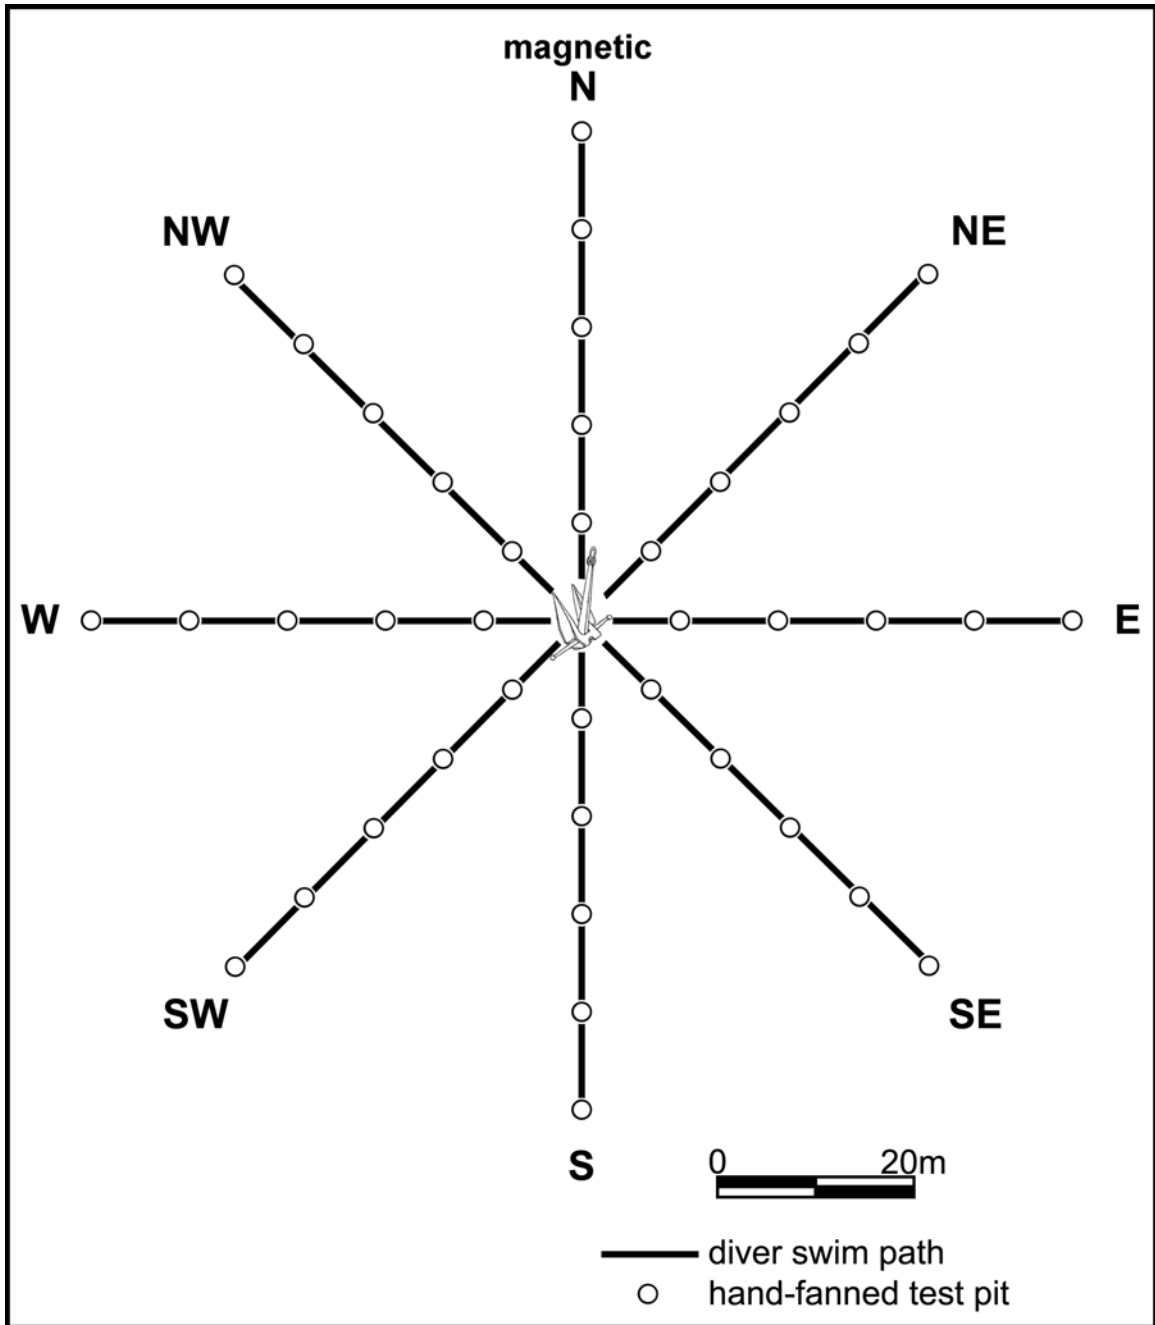 magnetic
N
NW
NE
W
E
SW
SE
S
0 20m
diver swim path
hand-fanned test pit